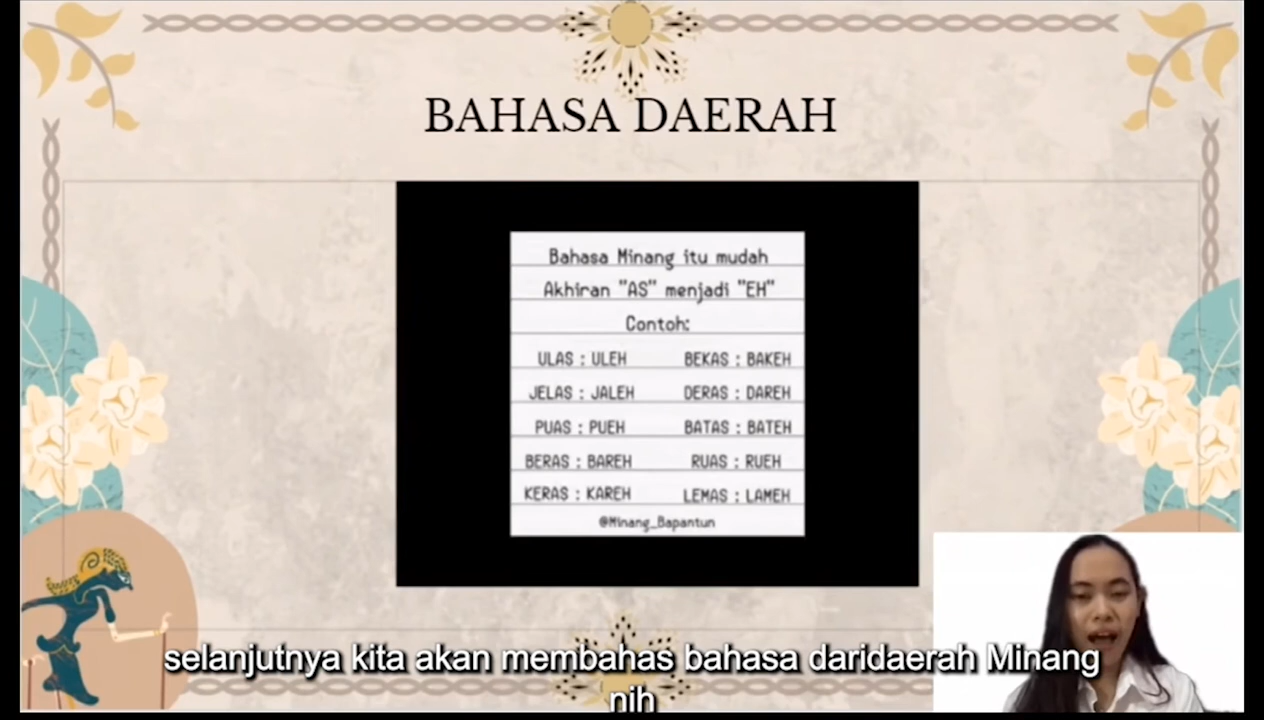 BAHASA DAERAH
Bahasa Minang itu mudah
Akhiran "AS" menjadi "EH"
Contoh:
ULAS : ULEH BEKAS : BAKEH
JELAS : JALEH DERAS : DAREH
PUAS : PUEH BATAS : BATEH
BERAS : BAREH RUAS : RUEH
KERAS : KAREH LEMAS : LAMEH
@Minang_Bapantun
selanjutnya kita akan membahas bahasa daridaerah Minang
nih